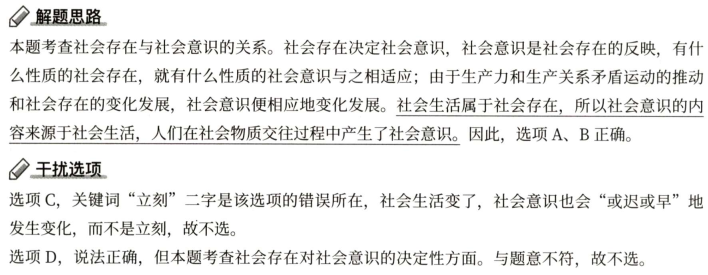 解题思路
本题考查社会存在与社会意识的关系。社会存在决定社会意识，社会意识是社会存在的反映，有什
么性质的社会存在，就有什么性质的社会意识与之相适应；由于生产力和生产关系矛盾运动的推动
和社会存在的变化发展，社会意识便相应地变化发展。社会生活属于社会存在，所以社会意识的内
容来源于社会生活，人们在社会物质交往过程中产生了社会意识。因此，选项 A、B 正确。
干扰选项
选项 C，关键词“立刻”二字是该选项的错误所在，社会生活变了，社会意识也会“或迟或早”地
发生变化，而不是立刻，故不选。
选项 D，说法正确，但本题考查社会存在对社会意识的决定性方面。与题意不符，故不选。